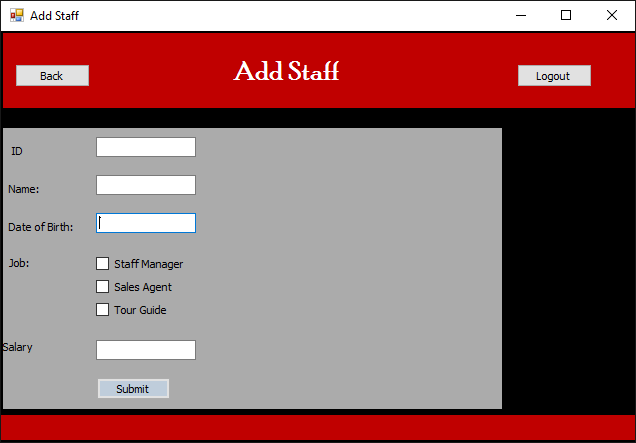 Add Staff
Back
Add Staff
Logout
ID
Name:
Date of Birth:
Job:
Staff Manager
Sales Agent
Tour Guide
Salary
Submit